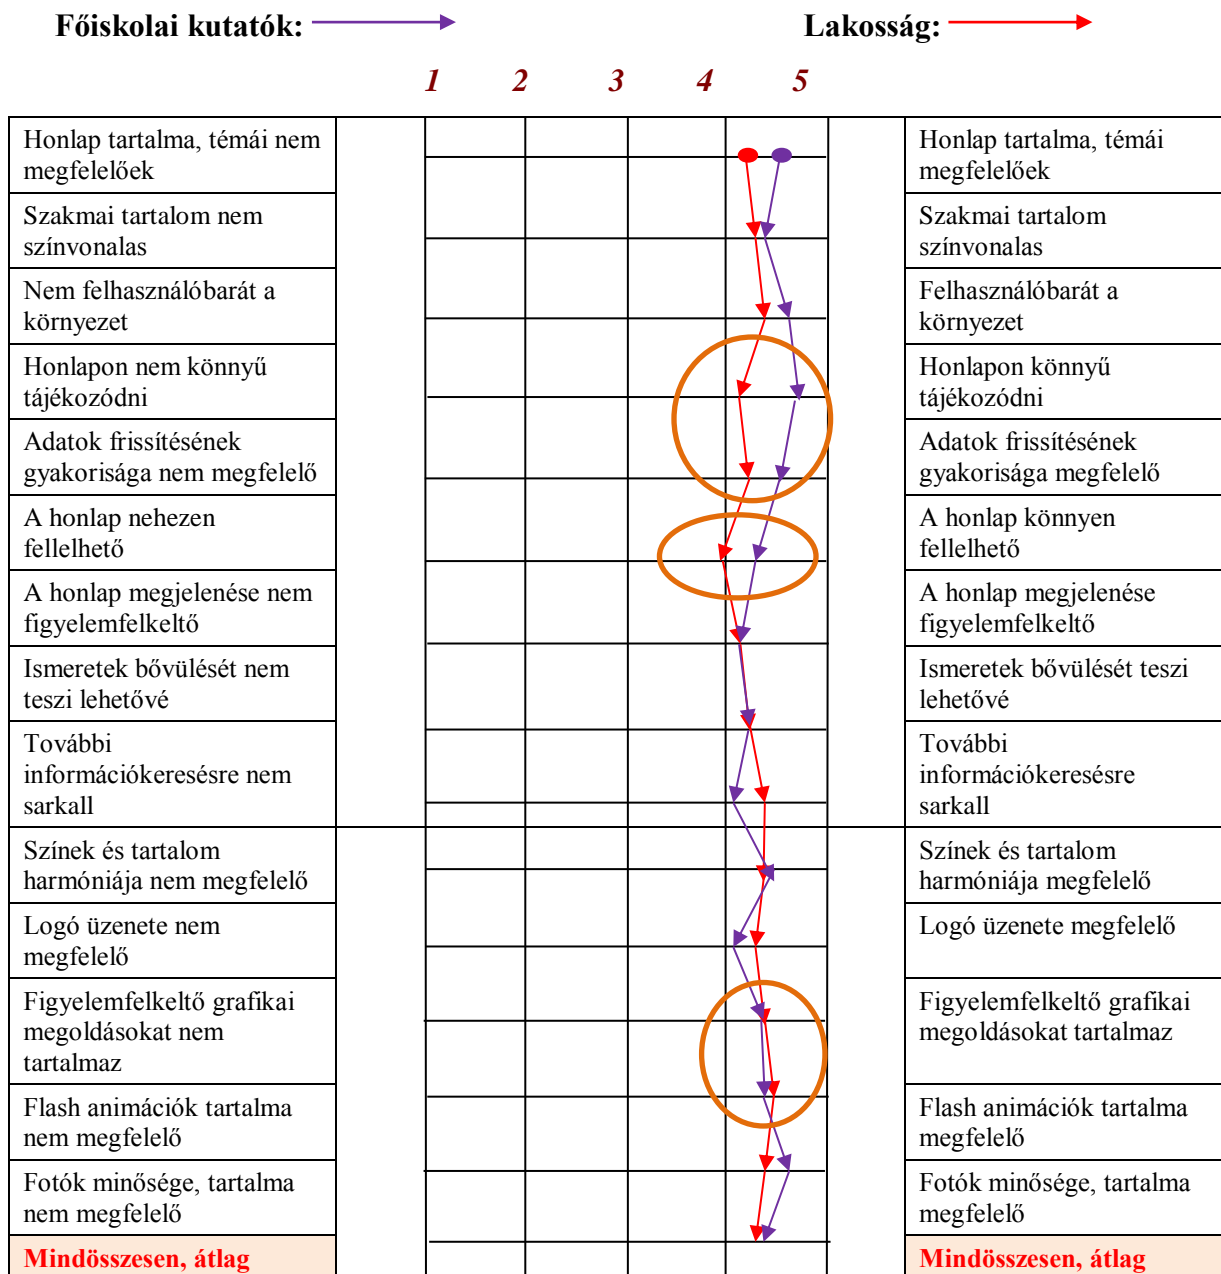 Főiskolai kutatók: Lakosság:
1 2 3 4 5
Honlap tartalma, témái nem
megfelelőek
Honlap tartalma, témái
megfelelőek
Szakmai tartalom nem
színvonalas
Szakmai tartalom
színvonalas
Nem felhasználóbarát a
környezet
Felhasználóbarát a
környezet
Honlapon nem könnyű
tájékozódni
Honlapon könnyű
tájékozódni
Adatok frissítésének
gyakorisága nem megfelelő
Adatok frissítésének
gyakorisága megfelelő
A honlap nehezen
fellelhető
A honlap könnyen
fellelhető
A honlap megjelenése nem
figyelemfelkeltő
A honlap megjelenése
figyelemfelkeltő
Ismeretek bővülését nem
teszi lehetővé
Ismeretek bővülését teszi
lehetővé
További
információkeresésre nem
sarkall
További
információkeresésre
sarkall
Színek és tartalom
harmóniája nem megfelelő
Színek és tartalom
harmóniája megfelelő
Logó üzenete nem
megfelelő
Logó üzenete megfelelő
Figyelemfelkeltő grafikai
megoldásokat nem
tartalmaz
Figyelemfelkeltő grafikai
megoldásokat tartalmaz
Flash animációk tartalma
nem megfelelő
Flash animációk tartalma
megfelelő
Fotók minősége, tartalma
nem megfelelő
Fotók minősége, tartalma
megfelelő
Mindösszesen, átlag
Mindösszesen, átlag